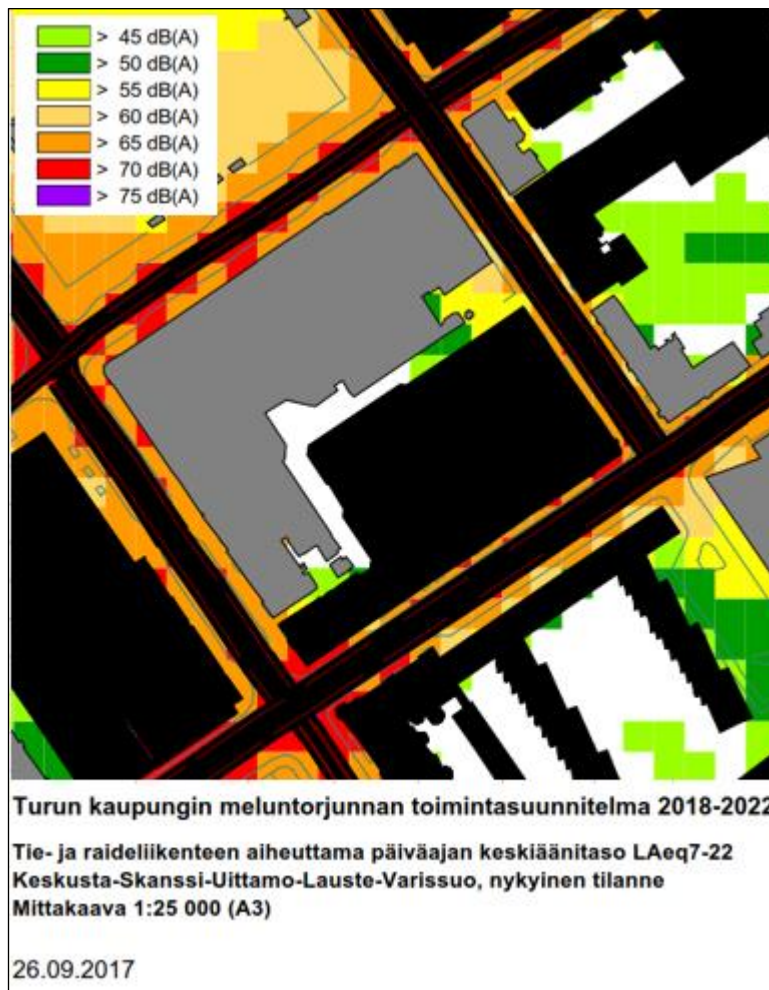 > 45 dB(A)
> 50 dB(A)
> 55 dB(A)
> 60 dB(A)
> 65 dB(A)
> 70 dB(A)
> 75 dB(A)
Turun kaupungin meluntorjunnan toimintasuunnitelma 2018-2022
Tie- ja raideliikenteen aiheuttama päiväajan keskiäänitaso LAeq7-22
Keskusta-Skanssi-Uittamo-Lauste-Varissuo, nykyinen tilanne
Mittakaava 1:25 000 (A3)
26.09.2017